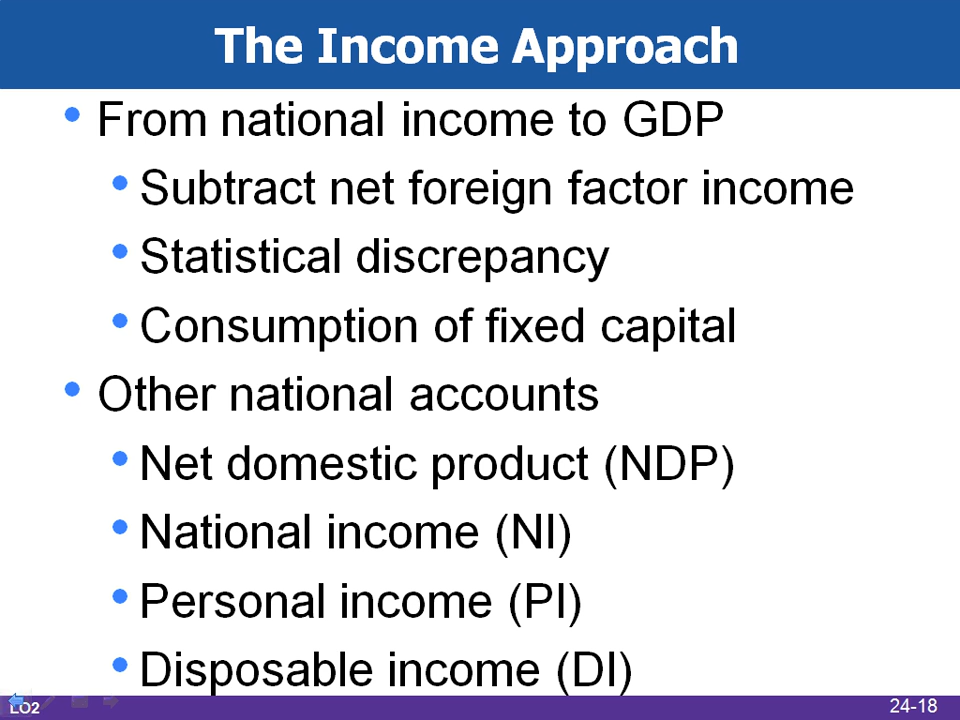 The Income Approach
• From national income to GDP
• Subtract net foreign factor income
• Statistical discrepancy
• Consumption of fixed capital
• Other national accounts
• Net domestic product (NDP)
• National income (NI)
• Personal income (PI)
• Disposable income (DI)
LO2
24-18